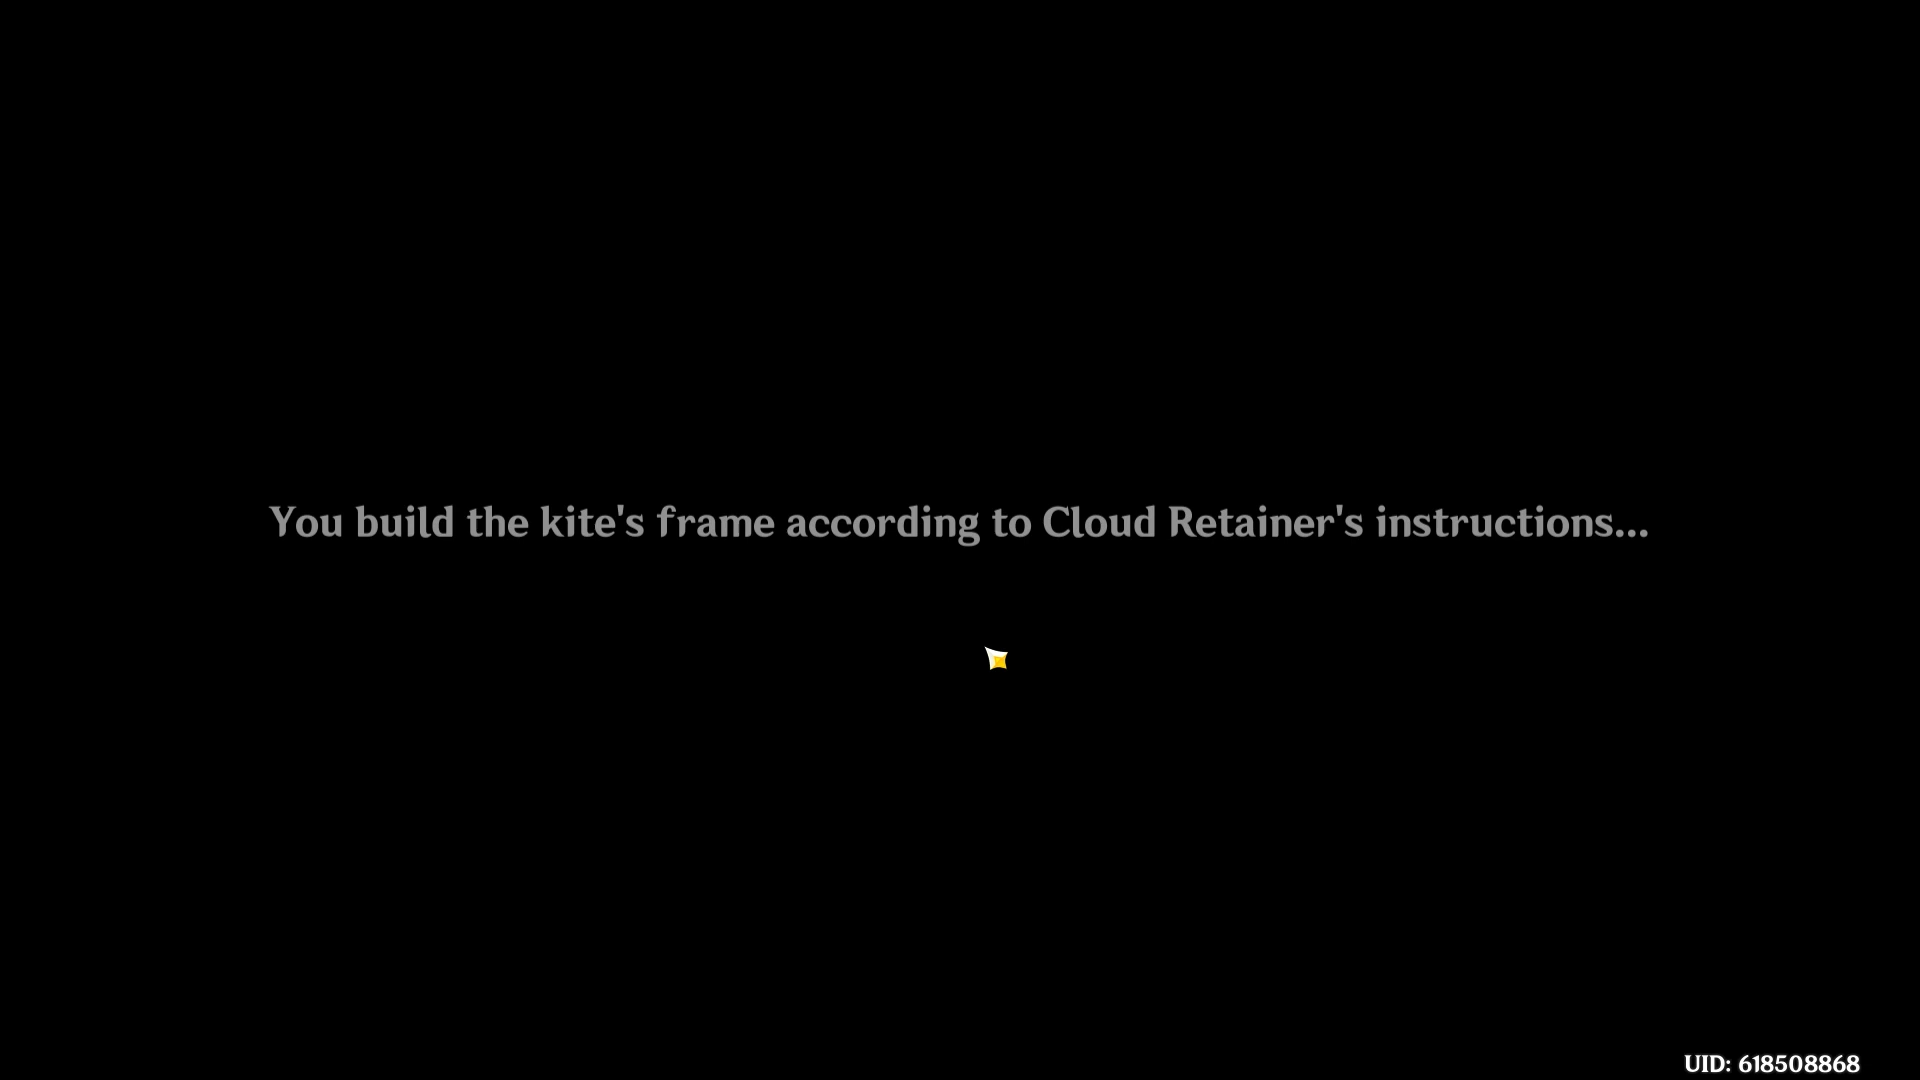 You build the kite's frame according to Cloud Retainer's instructions...
UID: 618508868